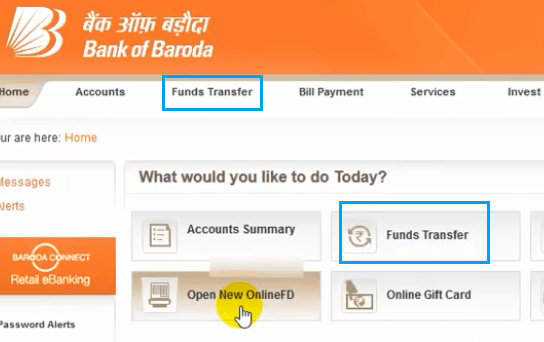 बैंक ऑफ़ बड़ौदा
Bank of Baroda
Home Accounts Funds Transfer Bill Payment Services Invest
ur are here: Home
Messages
What would you like to do Today?
Alerts
Accounts Summary
Funds Transfer
BARODA CONNECT
Retail eBanking
Open New OnlineFD
Online Gift Card
Password Alerts